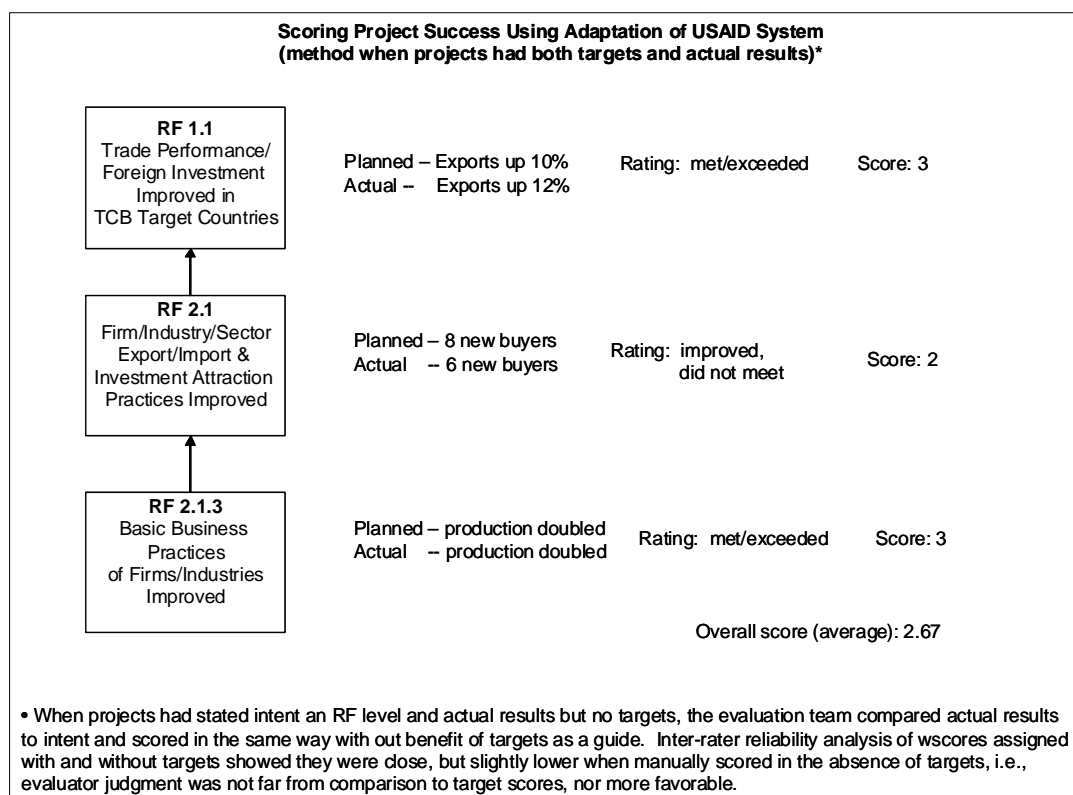 Scoring Project Success Using Adaptation of USAID System
(method when projects had both targets and actual results)*
RF 1.1
Trade Performance/
Foreign Investment
Improved in
TCB Target Countries
Planned – Exports up 10%
Actual -- Exports up 12%
Rating: met/exceeded
Score: 3
RF 2.1
Firm/Industry/Sector
Export/Import &
Investment Attraction
Practices Improved
Planned – 8 new buyers
Actual -- 6 new buyers
Rating: improved,
did not meet
Score: 2
RF 2.1.3
Basic Business
Practices
of Firms/Industries
Improved
Planned – production doubled
Actual -- production doubled
Rating: met/exceeded
Score: 3
Overall score (average): 2.67
• When projects had stated intent an RF level and actual results but no targets, the evaluation team compared actual results
to intent and scored in the same way with out benefit of targets as a guide. Inter-rater reliability analysis of wscores assigned
with and without targets showed they were close, but slightly lower when manually scored in the absence of targets, i.e.,
evaluator judgment was not far from comparison to target scores, nor more favorable.